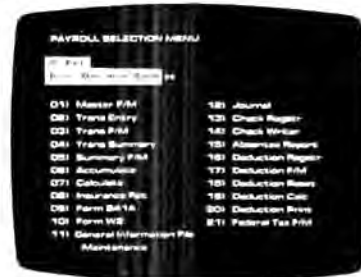 PAYROLL SELECTION MENU
01) Master F/M
02) Trans Entry
03) Trans F/M
04) Trans Summary
05) Summary F/M
06) Accumulate
07) Calculate
08) Insurance Rpt
09) Form 941A
10) Form W2
11) General Information File
Maintenance
12) Journal
13) Check Register
14) Check Writer
15) Absentee Report
16) Deduction Register
17) Deduction F/M
18) Deduction Reset
19) Deduction Calc
20) Deduction Print
21) Federal Tax F/M